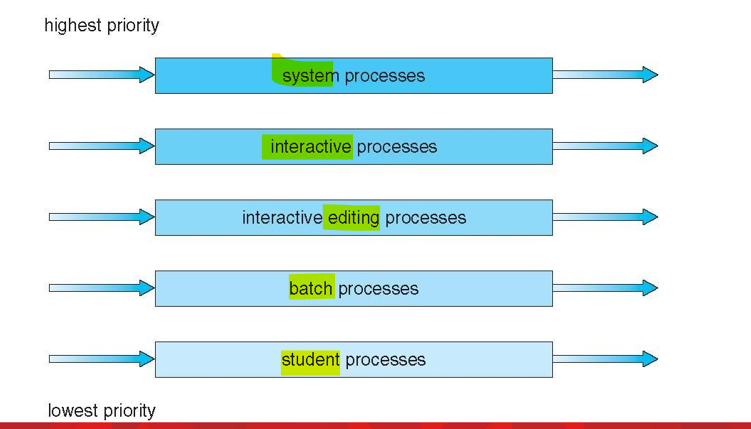 highest priority
system processes
interactive processes
interactive editing processes
batch processes
student processes
lowest priority